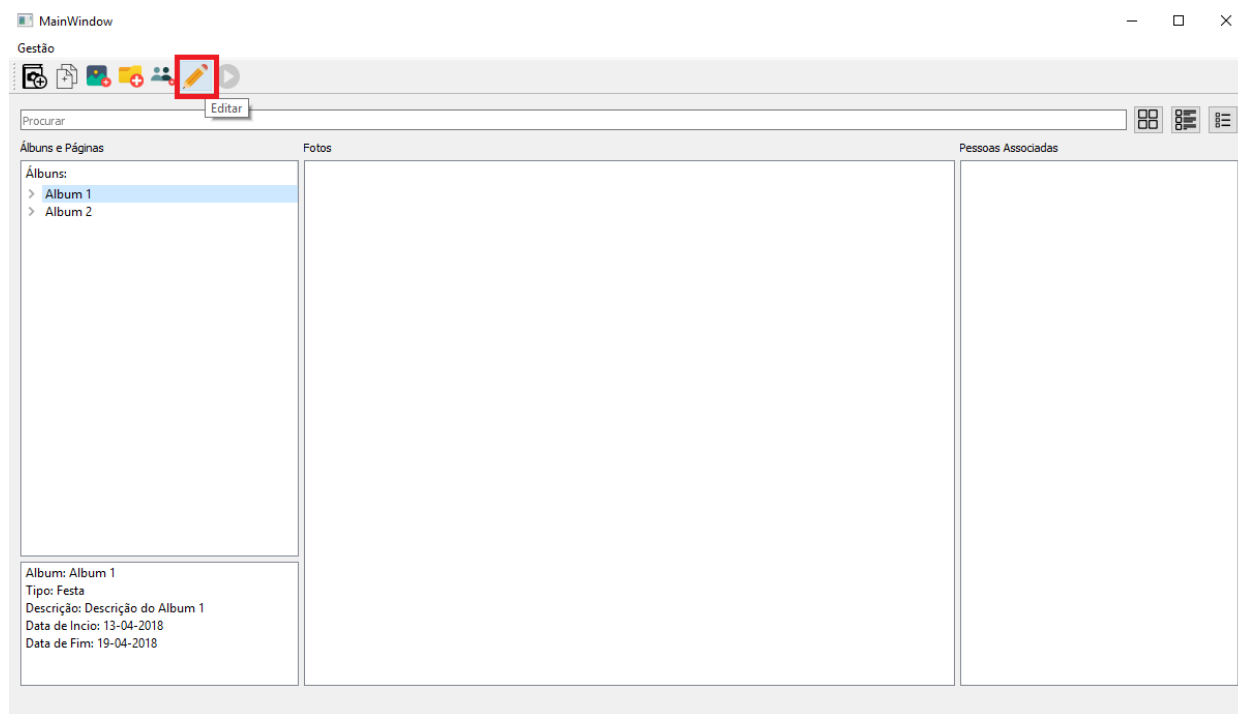 MainWindow
Gestão
Editar
Procurar
Álbuns e Páginas
Fotos
Pessoas Associadas
Álbuns:
Album 1
Album 2
Album: Album 1
Tipo: Festa
Descrição: Descrição do Album 1
Data de Incio: 13-04-2018
Data de Fim: 19-04-2018